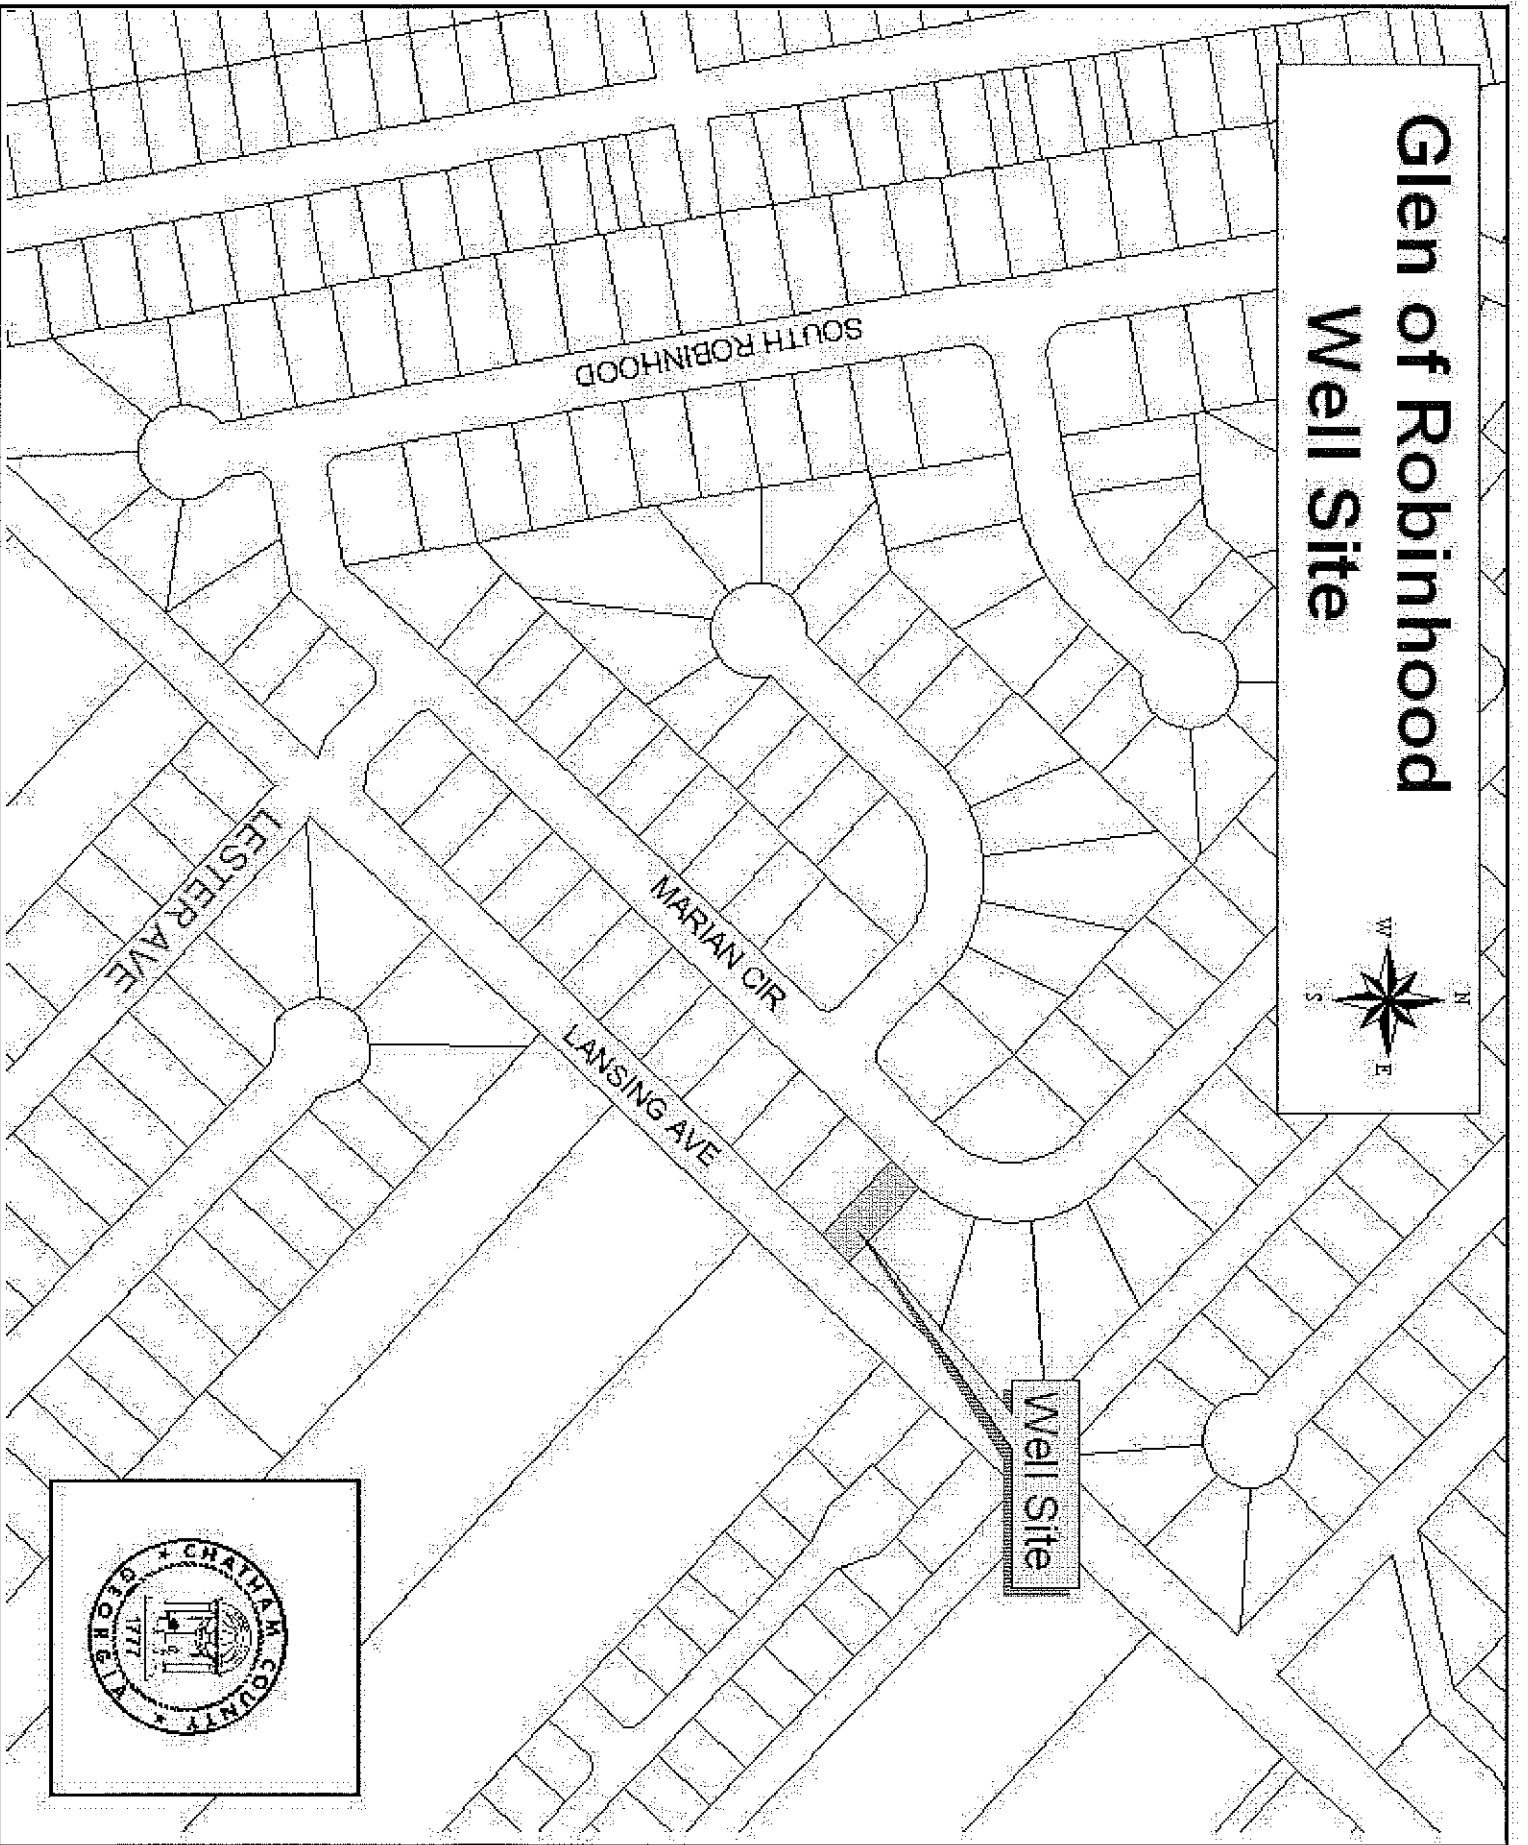 Glen of Robinhood
Well Site
N
W
E
S
SOUTH ROBINHOOD
MARIAN CIR
LANSING AVE
LESTER AVE
Well Site
★ CHATHAM COUNTY ★
GEORGIA
1777